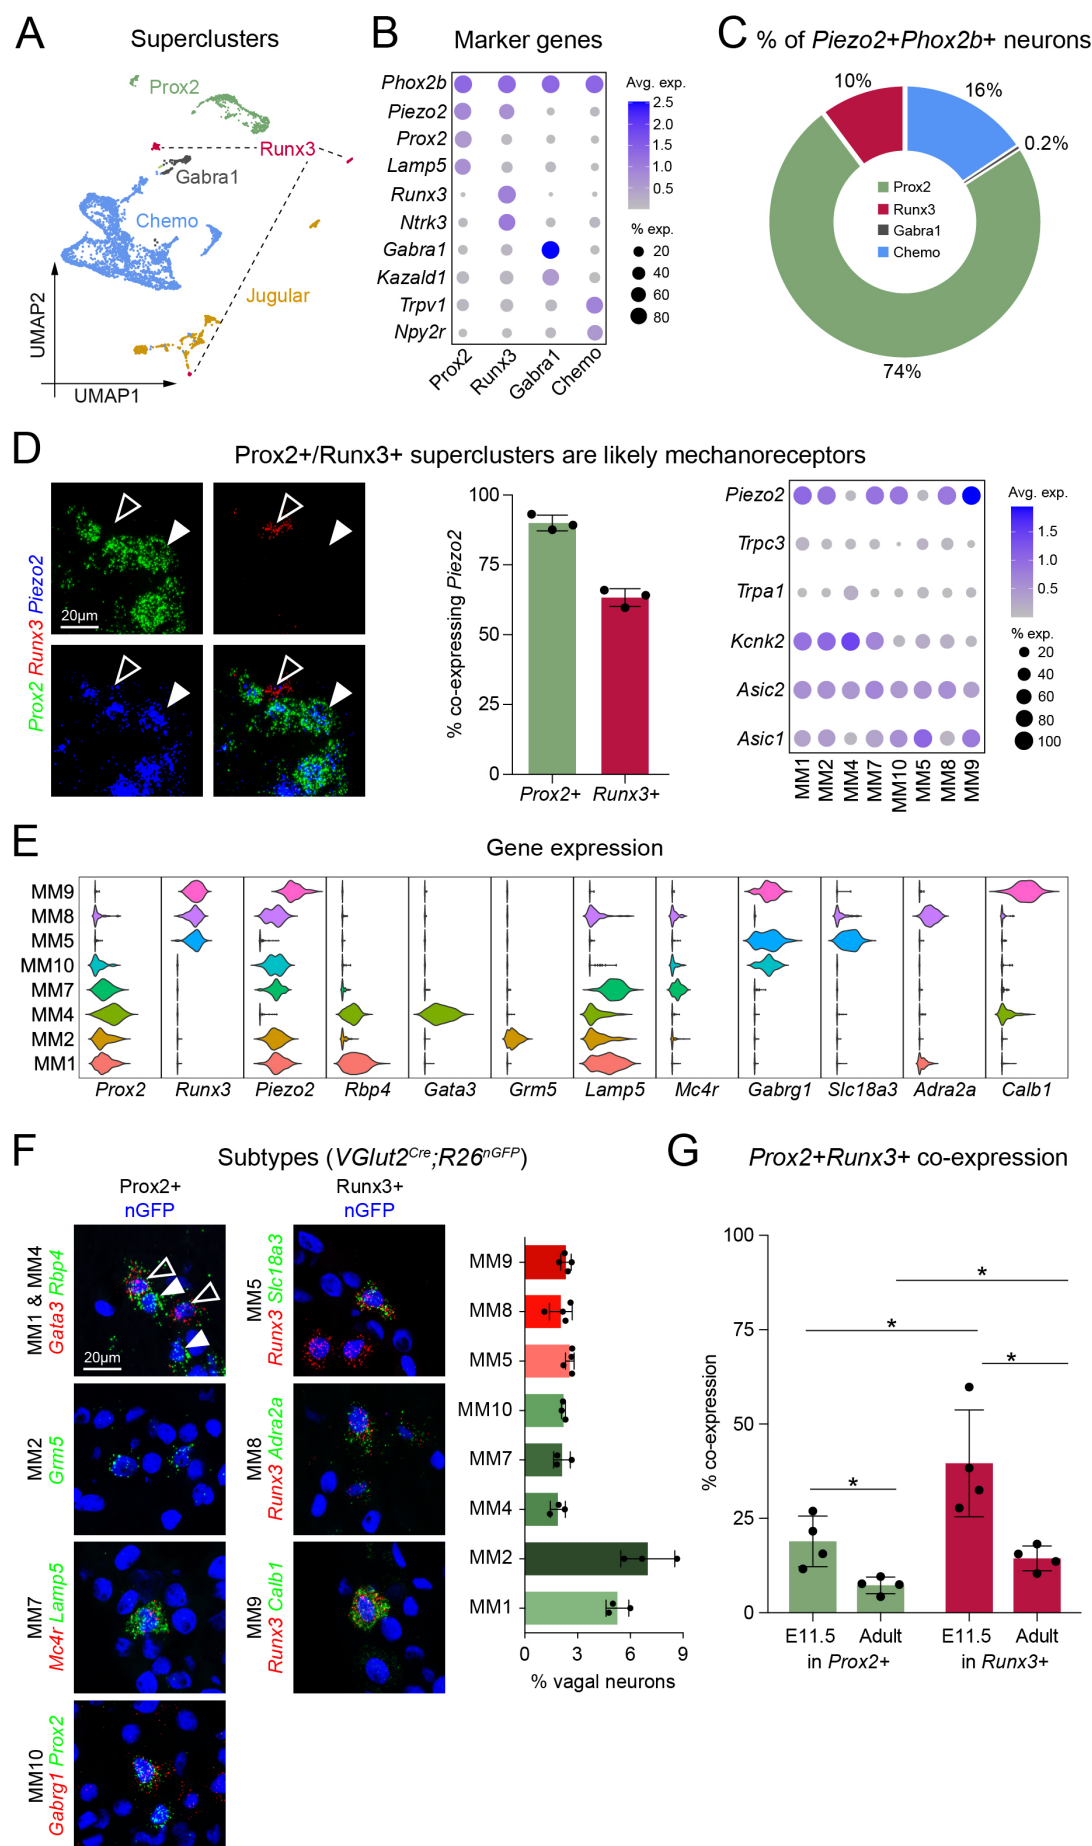 A
Superclusters
Prox2
Runx3
Gabra1
Chemo
Jugular
UMAP2
UMAP1
B
Marker genes
Phox2b
Piezo2
Prox2
Lamp5
Runx3
Ntrk3
Gabra1
Kazald1
Trpv1
Npy2r
Prox2
Runx3
Gabra1
Chemo
Avg. exp.
2.5
2.0
1.5
1.0
0.5
% exp.
20
40
60
80
C
% of Piezo2+Phox2b+ neurons
10%
16%
0.2%
74%
Prox2
Runx3
Gabra1
Chemo
D
Prox2+/Runx3+ superclusters are likely mechanoreceptors
Prox2 Runx3 Piezo2
20µm
% co-expressing Piezo2
100
75
50
25
0
Prox2+
Runx3+
Piezo2
Trpc3
Trpa1
Kcnk2
Asic2
Asic1
MM1
MM2
MM4
MM7
MM10
MM5
MM8
MM9
Avg. exp.
1.5
1.0
0.5
% exp.
20
40
60
80
100
E
Gene expression
MM9
MM8
MM5
MM10
MM7
MM4
MM2
MM1
Prox2
Runx3
Piezo2
Rbp4
Gata3
Grm5
Lamp5
Mc4r
Gabrg1
Slc18a3
Adra2a
Calb1
F
Subtypes (VGlut2Cre;R26nGFP)
Prox2+
nGFP
Runx3+
nGFP
MM1 & MM4
Gata3 Rbp4
20µm
MM2
Grm5
MM7
Mc4r Lamp5
MM10
Gabrg1 Prox2
MM5
Runx3 Slc18a3
MM8
Runx3 Adra2a
MM9
Runx3 Calb1
MM9
MM8
MM5
MM10
MM7
MM4
MM2
MM1
0
3
6
9
% vagal neurons
G
Prox2+Runx3+ co-expression
% co-expression
100
75
50
25
0
*
*
*
*
E11.5
Adult
in Prox2+
E11.5
Adult
in Runx3+